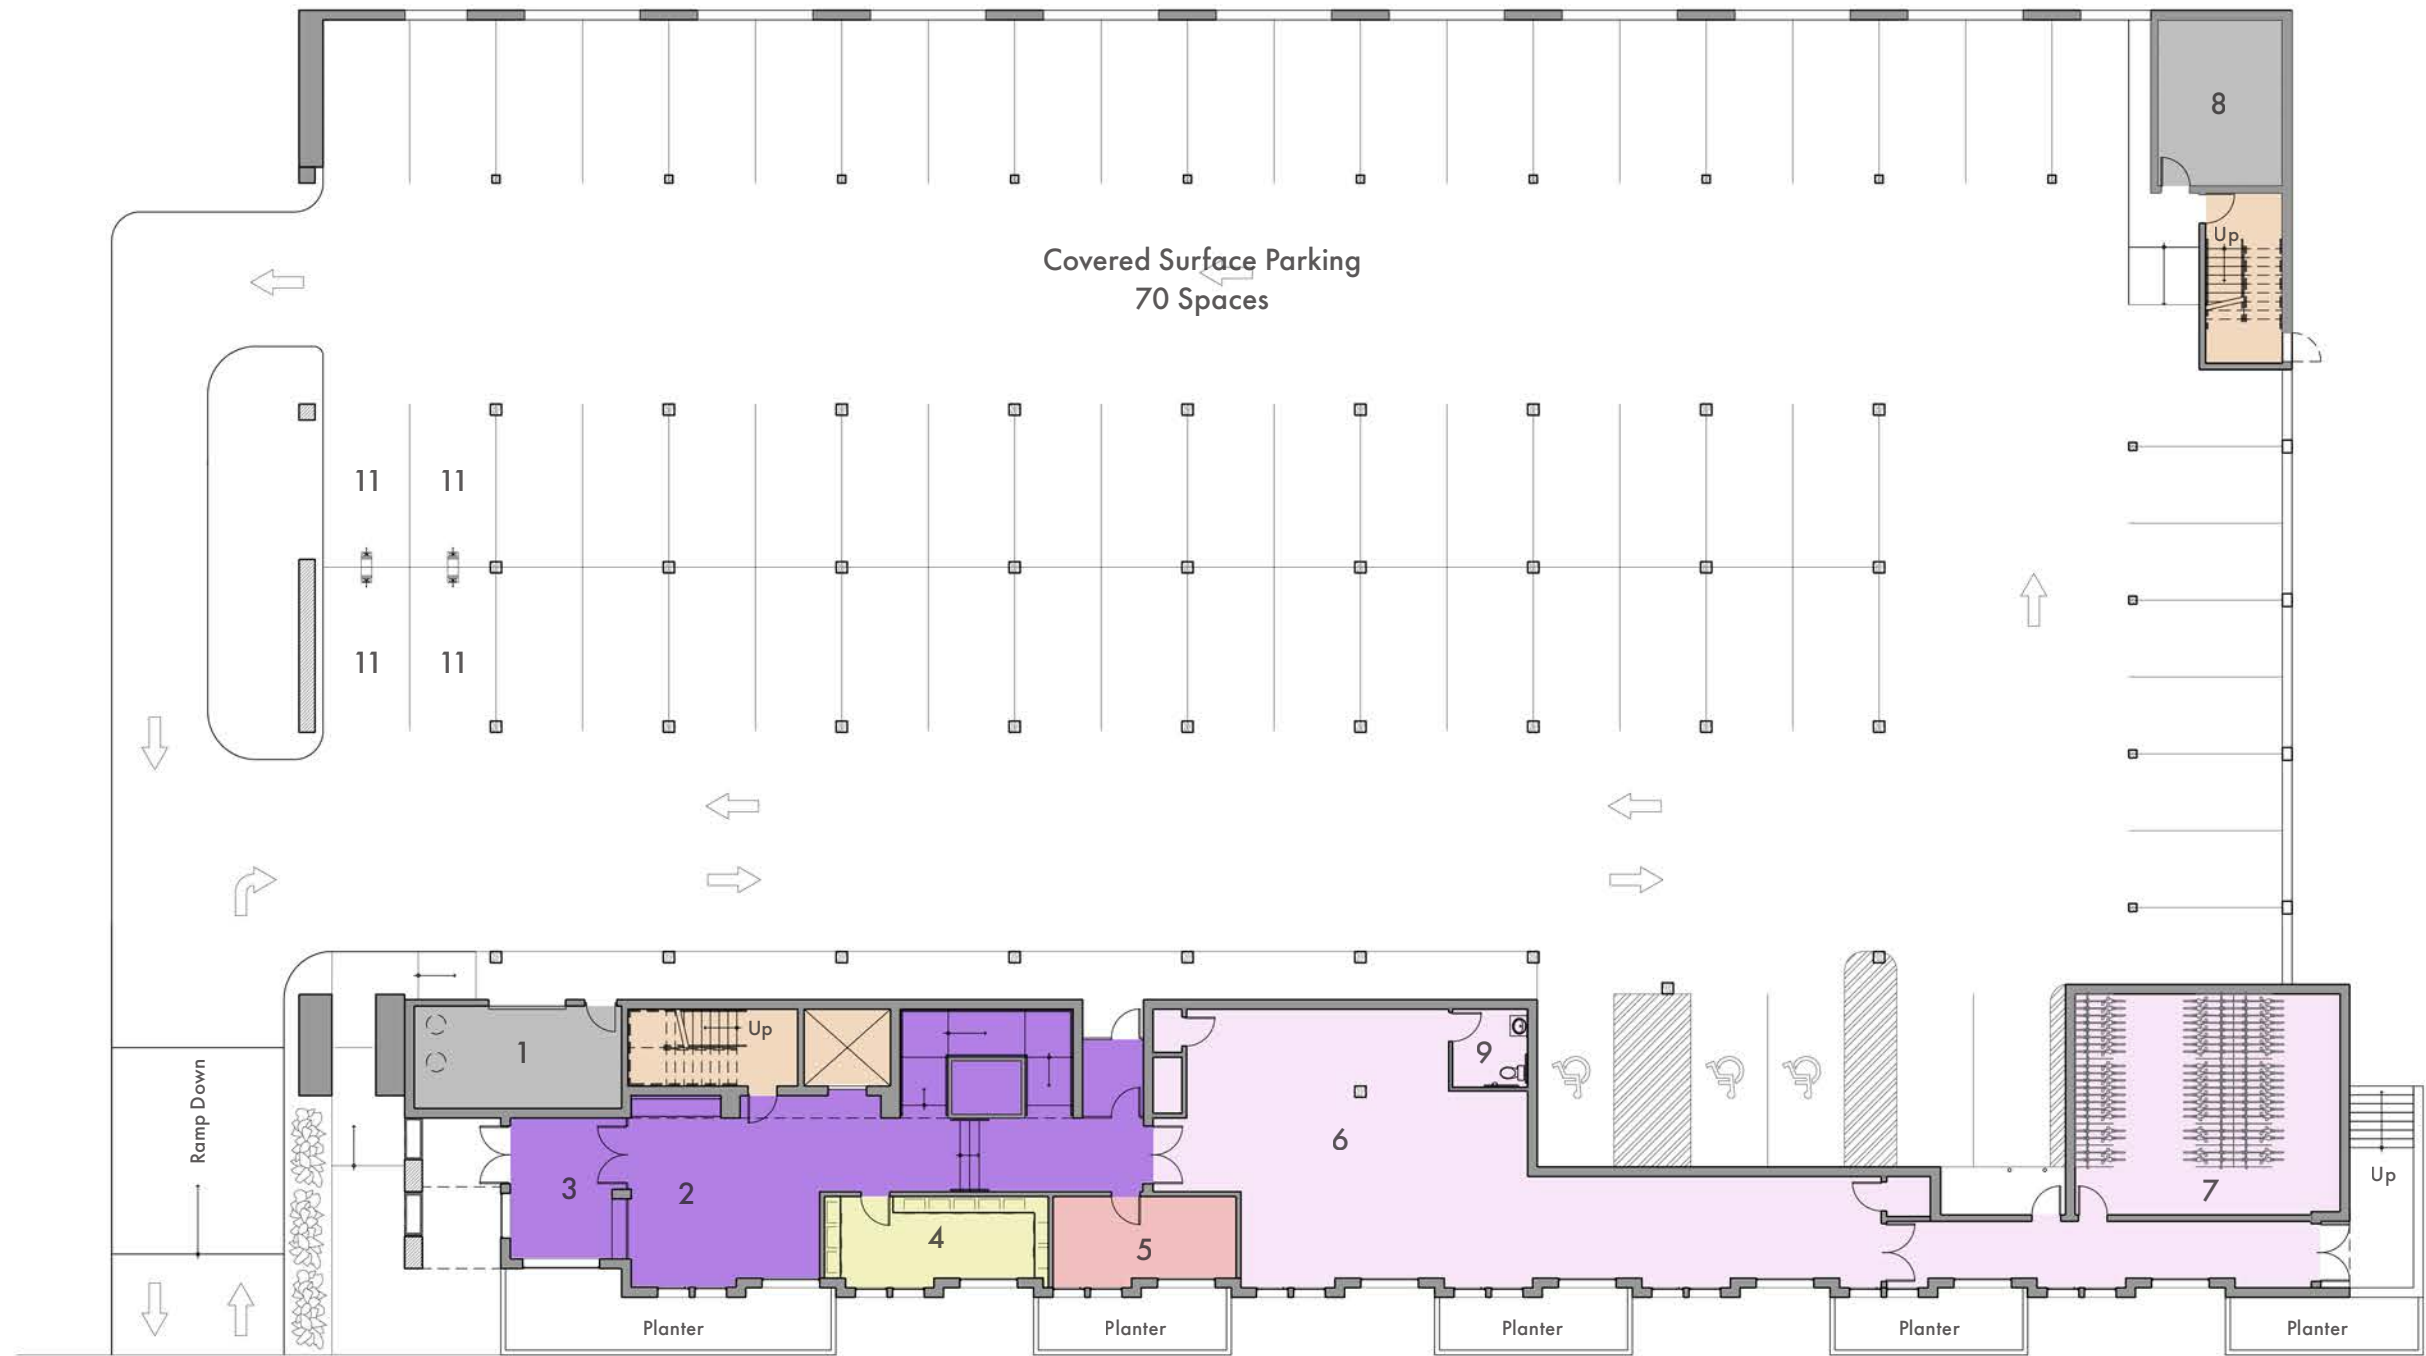 8
Up
Covered Surface Parking
70 Spaces
11 11
11 11
1
Up
9
6
Ramp Down
3
2
4
5
7
Up
Planter Planter Planter Planter Planter